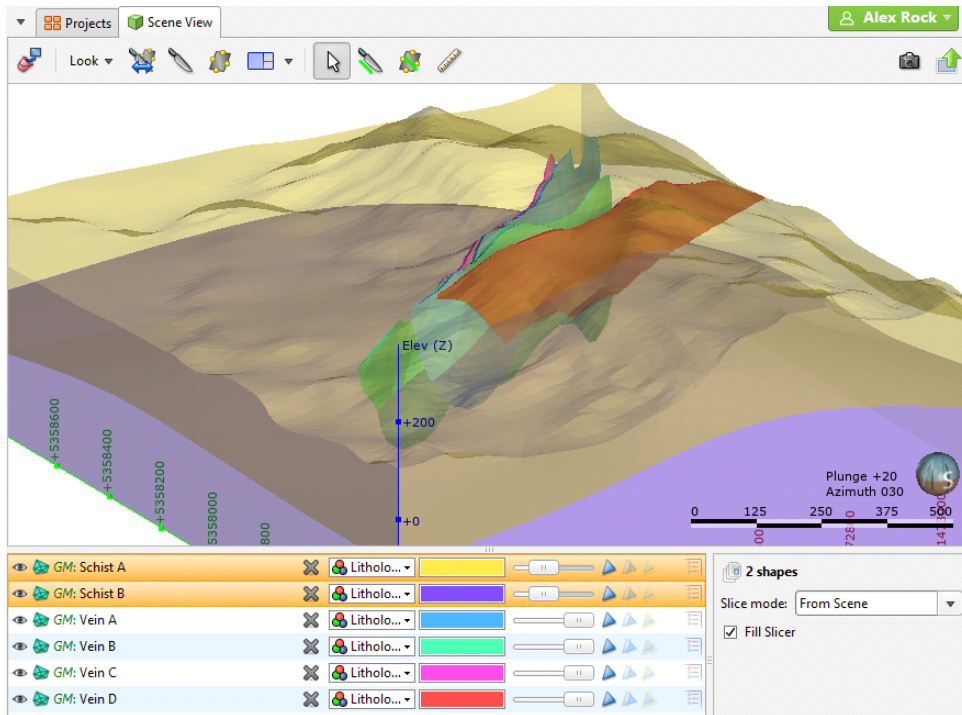 Projects Scene View Alex Rock
Look
Elev (Z)
+200
+0
+5358600
+5358400
+5358200
5358000
800
Plunge +20
Azimuth 030
S
0 125 250 375 500
GM: Schist A Litholo...
GM: Schist B Litholo...
GM: Vein A Litholo...
GM: Vein B Litholo...
GM: Vein C Litholo...
GM: Vein D Litholo...
2 shapes
Slice mode: From Scene
Fill Slicer